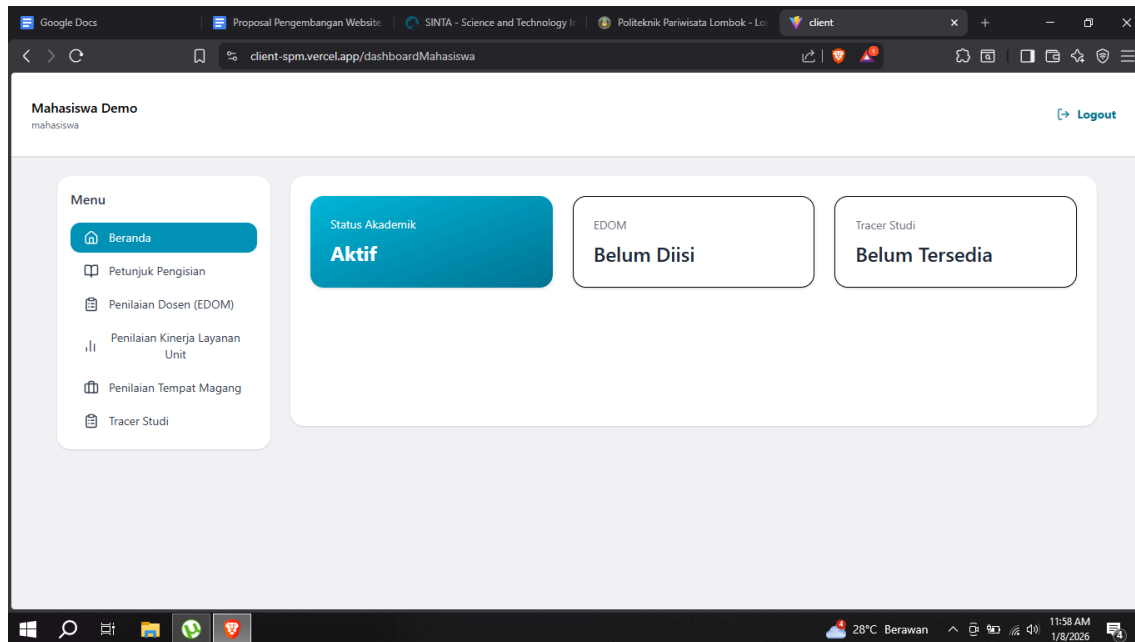 Google Docs
Proposal Pengembangan Website
SINTA - Science and Technology In
Politeknik Pariwisata Lombok - Lo
client
client-spm.vercel.app/dashboardMahasiswa
Mahasiswa Demo
mahasiswa
Logout
Menu
Beranda
Petunjuk Pengisian
Penilaian Dosen (EDOM)
Penilaian Kinerja Layanan
Unit
Penilaian Tempat Magang
Tracer Studi
Status Akademik
Aktif
EDOM
Belum Diisi
Tracer Studi
Belum Tersedia
28°C Berawan
11:58 AM
1/8/2026